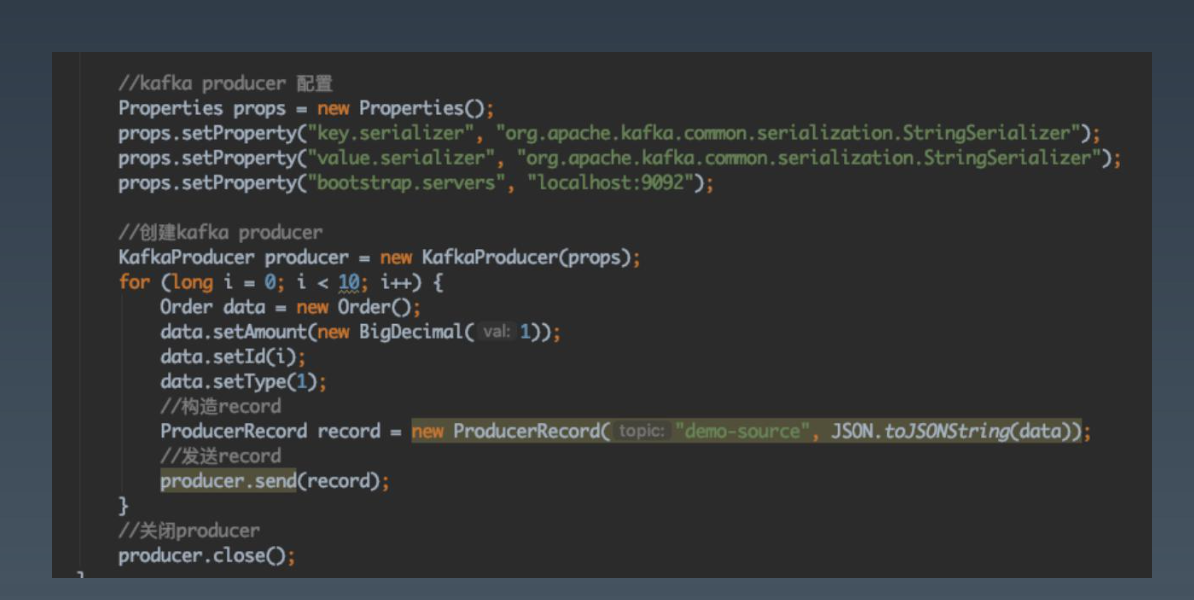 //kafka producer 配置
Properties props = new Properties();
props.setProperty("key.serializer", "org.apache.kafka.common.serialization.StringSerializer");
props.setProperty("value.serializer", "org.apache.kafka.common.serialization.StringSerializer");
props.setProperty("bootstrap.servers", "localhost:9092");
//创建kafka producer
KafkaProducer producer = new KafkaProducer(props);
for (long i = 0; i < 10; i++) {
Order data = new Order();
data.setAmount(new BigDecimal( val: 1));
data.setId(i);
data.setType(1);
//构造record
ProducerRecord record = new ProducerRecord( topic: "demo-source", JSON.toJSONString(data));
//发送record
producer.send(record);
}
//关闭producer
producer.close();